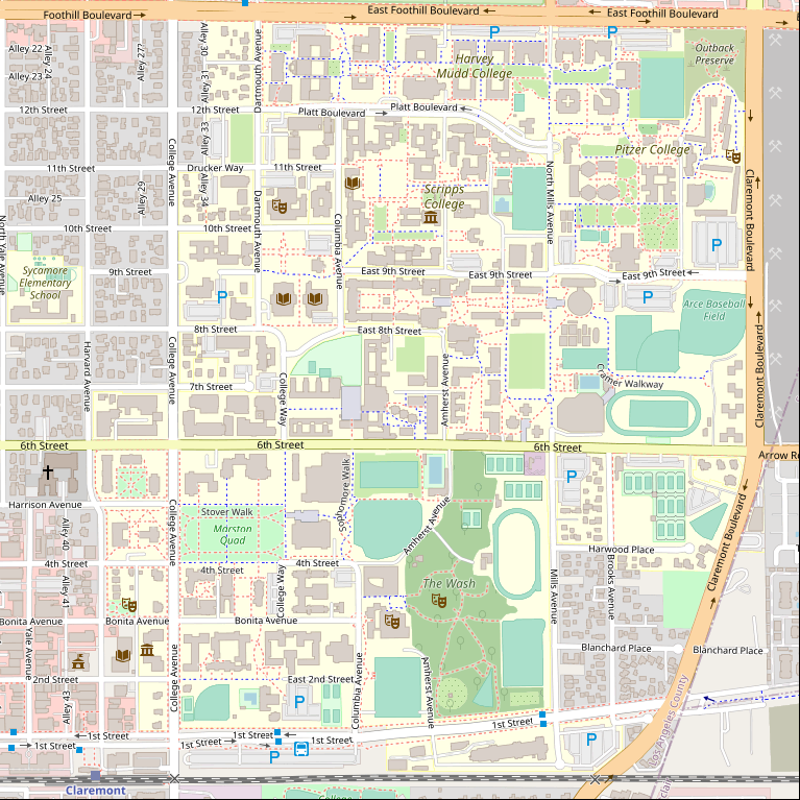 Foothill Boulevard
East Foothill Boulevard
East Foothill Boulevard
P
P
Alley 22
Alley 24
Alley 27?
Alley 30
Dartmouth Avenue
Harvey
Mudd College
Outback
Preserve
Alley 23
Alley 31
12th Street
12th Street
Platt Boulevard
Platt Boulevard
Alley 33
Pitzer College
11th Street
Drucker Way
11th Street
College Avenue
Alley 25
Alley 29
Alley 34
Dartmouth Avenue
Scripps
College
North Mills Avenue
Claremont Boulevard
North Yale Avenue
10th Street
10th Street
Columbia Avenue
P
Sycamore
Elementary
School
9th Street
East 9th Street
East 9th Street
East 9th Street
P
P
Arce Baseball
Field
8th Street
East 8th Street
Harvard Avenue
College Avenue
7th Street
College Way
Amherst Avenue
Cramer Walkway
Claremont Boulevard
6th Street
6th Street
6th Street
Arrow Ro
P
Sophomore Walk
Harrison Avenue
Stover Walk
Marston
Quad
College Avenue
Alley 40
Amherst Avenue
Claremont Boulevard
Harwood Place
4th Street
4th Street
4th Street
Alley 41
College Way
The Wash
Mills Avenue
Brooks Avenue
Bonita Avenue
Bonita Avenue
Bonita Avenue
Yale Avenue
Blanchard Place
Blanchard Place
2nd Street
East 2nd Street
College Avenue
Columbia Avenue
Amherst Avenue
Alley 43
P
Los Angeles County
1st Street
1st Street
1st Street
1st Street
1st Street
P
P
Claremont